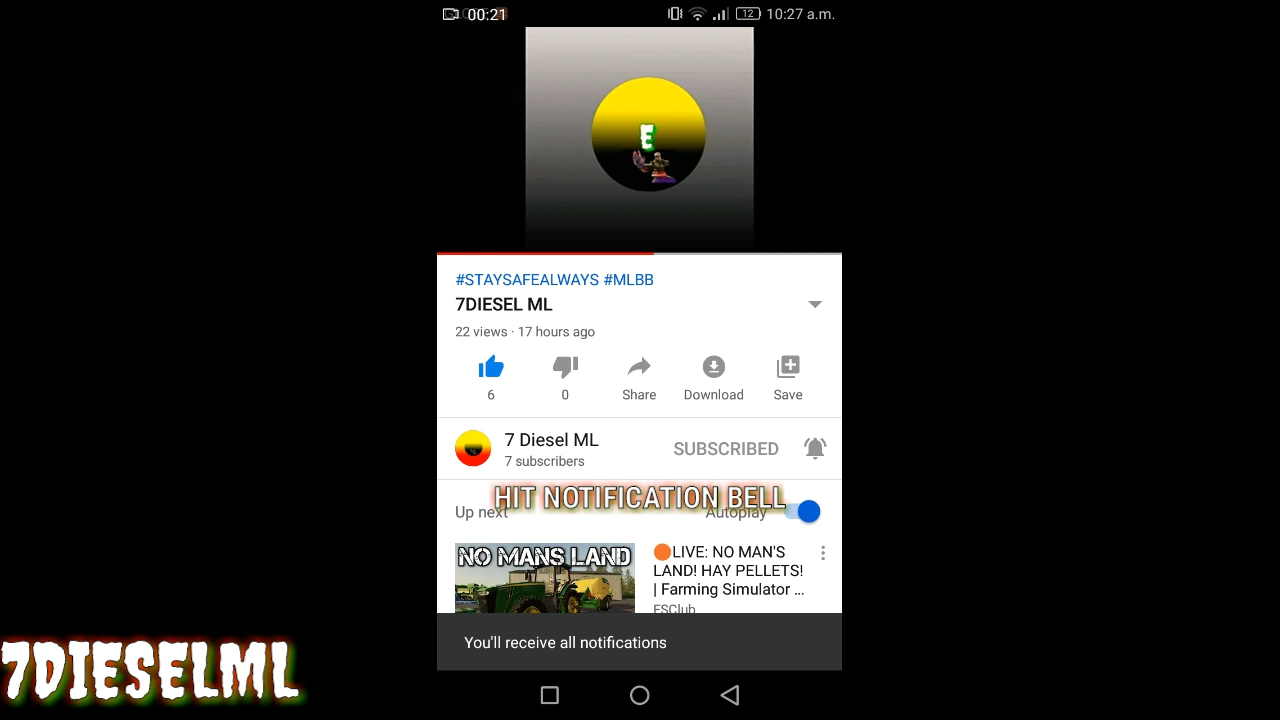 00:21
12 10:27 a.m.
E
#STAYSAFEALWAYS #MLBB
7DIESEL ML
22 views · 17 hours ago
6 0 Share Download Save
7 Diesel ML
7 subscribers
SUBSCRIBED
HIT NOTIFICATION BELL
Up next Autoplay
NO MANS LAND
🟠LIVE: NO MAN'S
LAND! HAY PELLETS!
| Farming Simulator ...
FSClub
You'll receive all notifications
7DIESELML